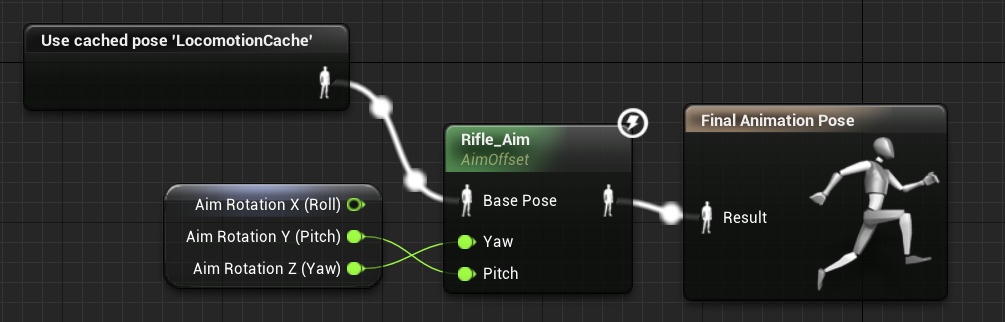 Use cached pose 'LocomotionCache'
Rifle_Aim
AimOffset
Base Pose
Yaw
Pitch
Aim Rotation X (Roll)
Aim Rotation Y (Pitch)
Aim Rotation Z (Yaw)
Final Animation Pose
Result